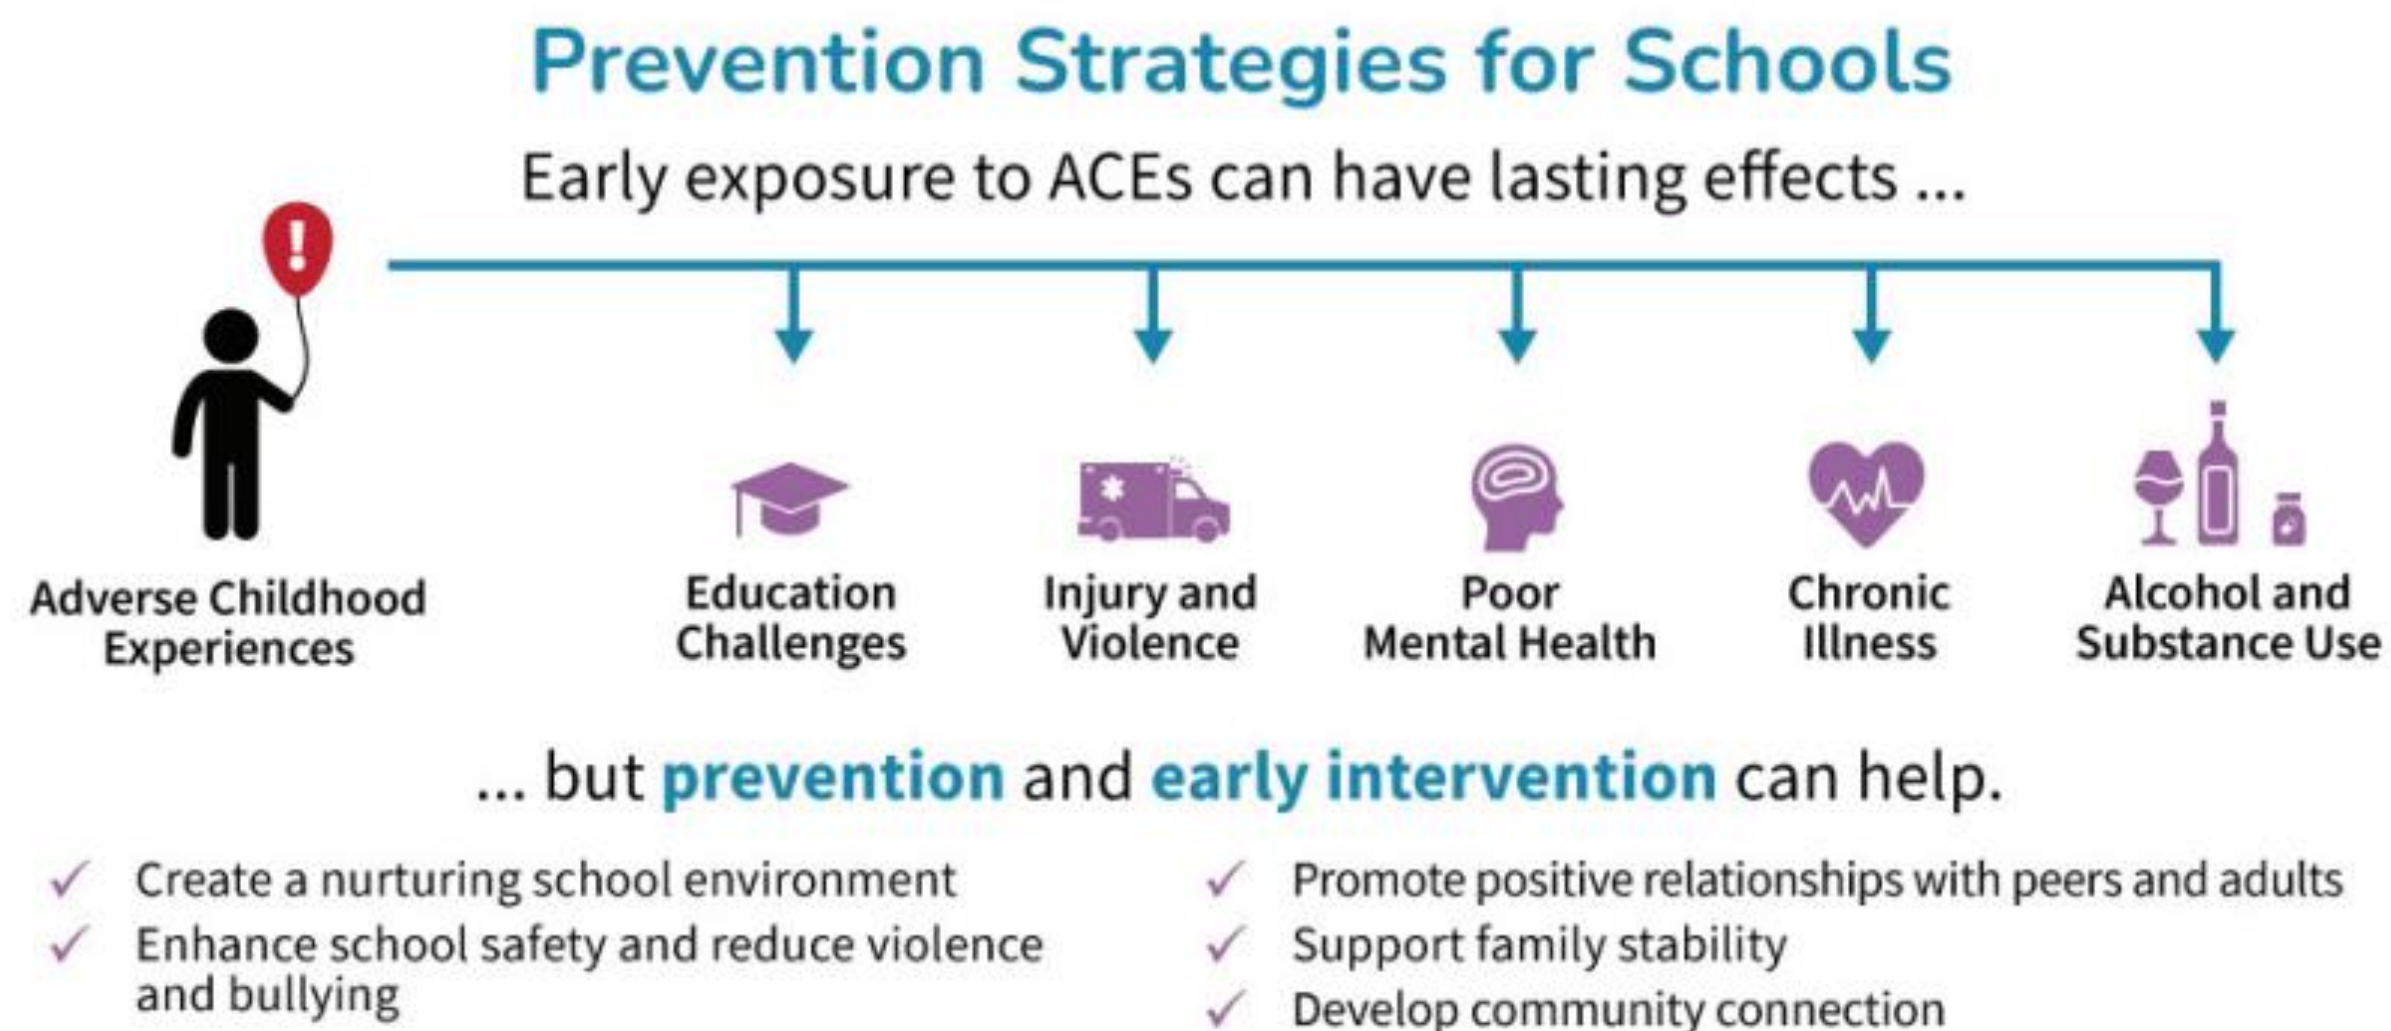 Prevention Strategies for Schools
Early exposure to ACEs can have lasting effects ...
!
Adverse Childhood
Experiences
Education
Challenges
Injury and
Violence
Poor
Mental Health
Chronic
Illness
Alcohol and
Substance Use
... but prevention and early intervention can help.
Create a nurturing school environment
Enhance school safety and reduce violence
and bullying
Promote positive relationships with peers and adults
Support family stability
Develop community connection